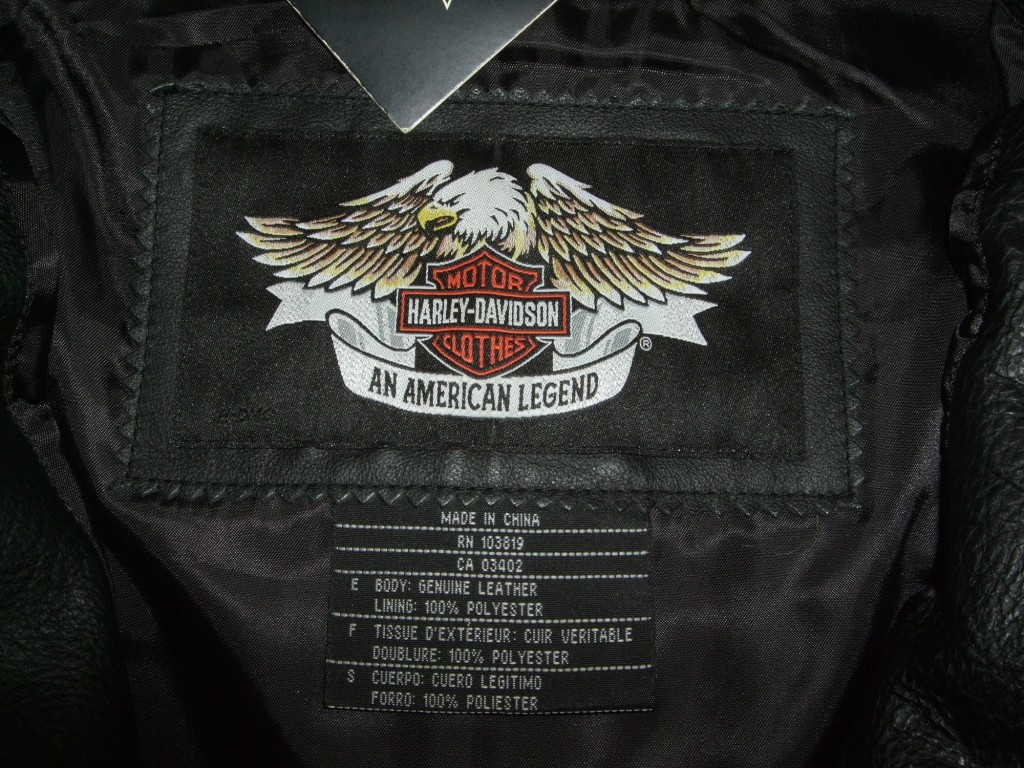 MOTOR
HARLEY-DAVIDSON
CLOTHES
®
AN AMERICAN LEGEND
MADE IN CHINA
RN 103819
CA 03402
E BODY: GENUINE LEATHER
LINING: 100% POLYESTER
F TISSUE D'EXTÉRIEUR: CUIR VERITABLE
DOUBLURE: 100% POLYESTER
S CUERPO: CUERO LEGITIMO
FORRO: 100% POLIESTER